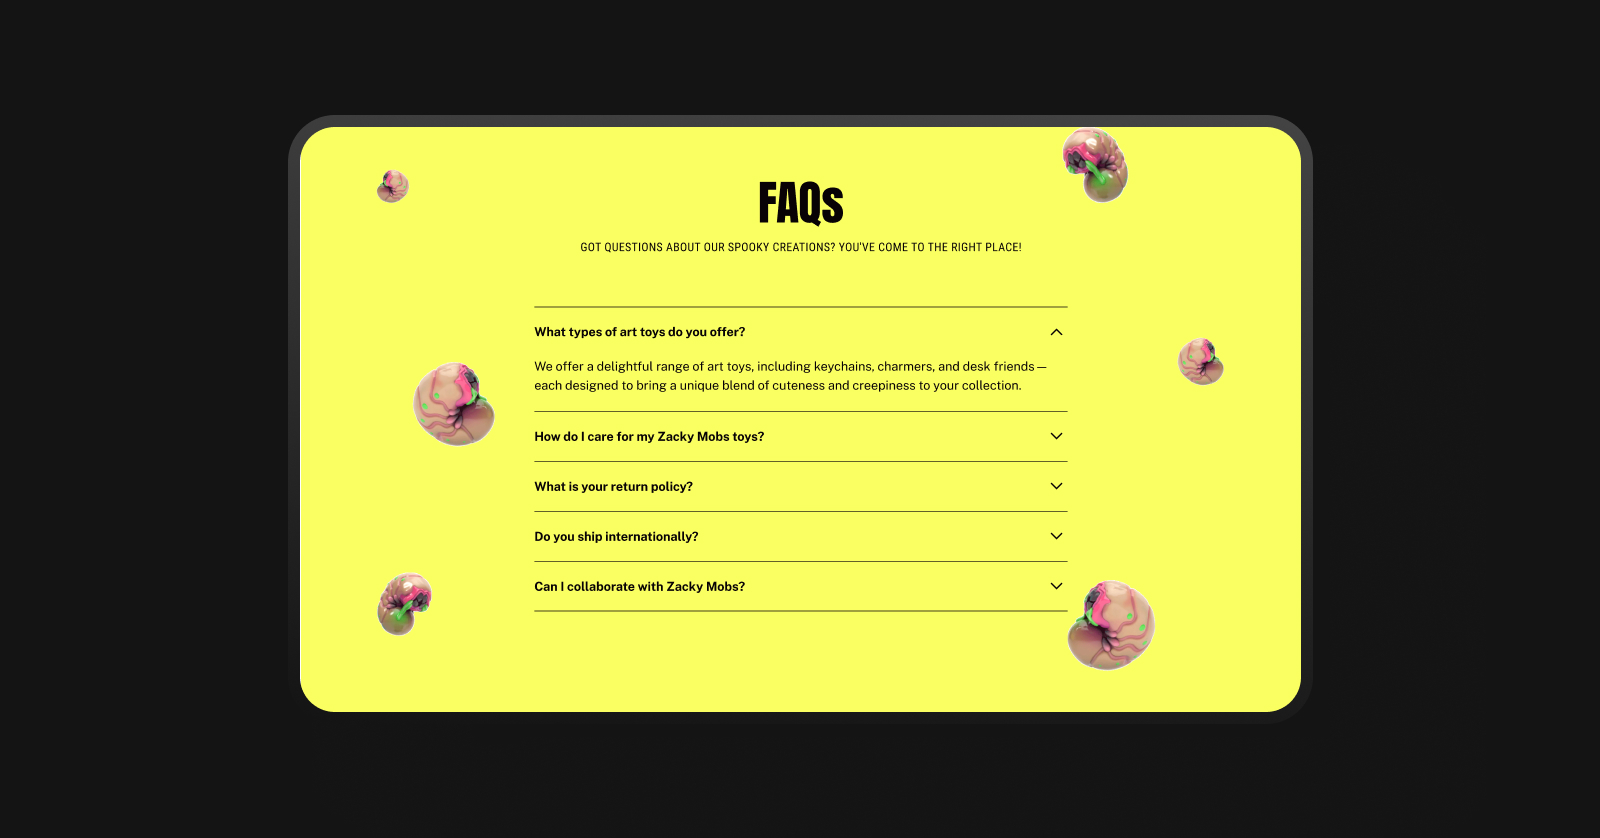 FAQs
GOT QUESTIONS ABOUT OUR SPOOKY CREATIONS? YOU'VE COME TO THE RIGHT PLACE!
What types of art toys do you offer?
We offer a delightful range of art toys, including keychains, charmers, and desk friends—
each designed to bring a unique blend of cuteness and creepiness to your collection.
How do I care for my Zacky Mobs toys?
What is your return policy?
Do you ship internationally?
Can I collaborate with Zacky Mobs?